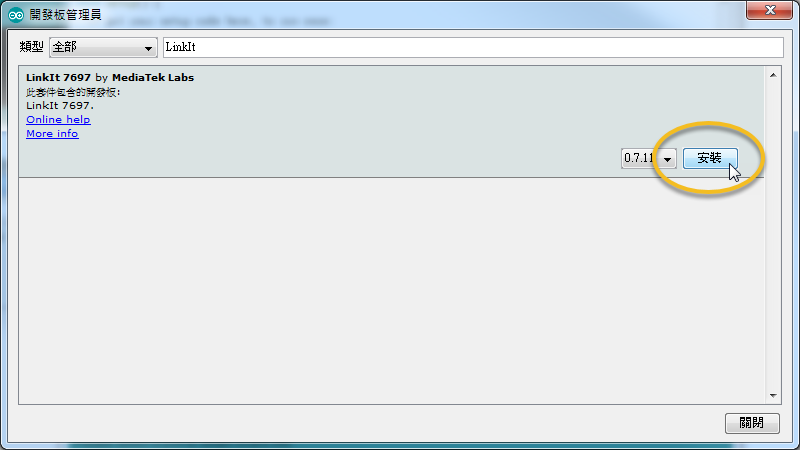 開發板管理員
類型 全部 LinkIt
LinkIt 7697 by MediaTek Labs
此套件包含的開發板:
LinkIt 7697.
Online help
More info
0.7.11 安裝
關閉